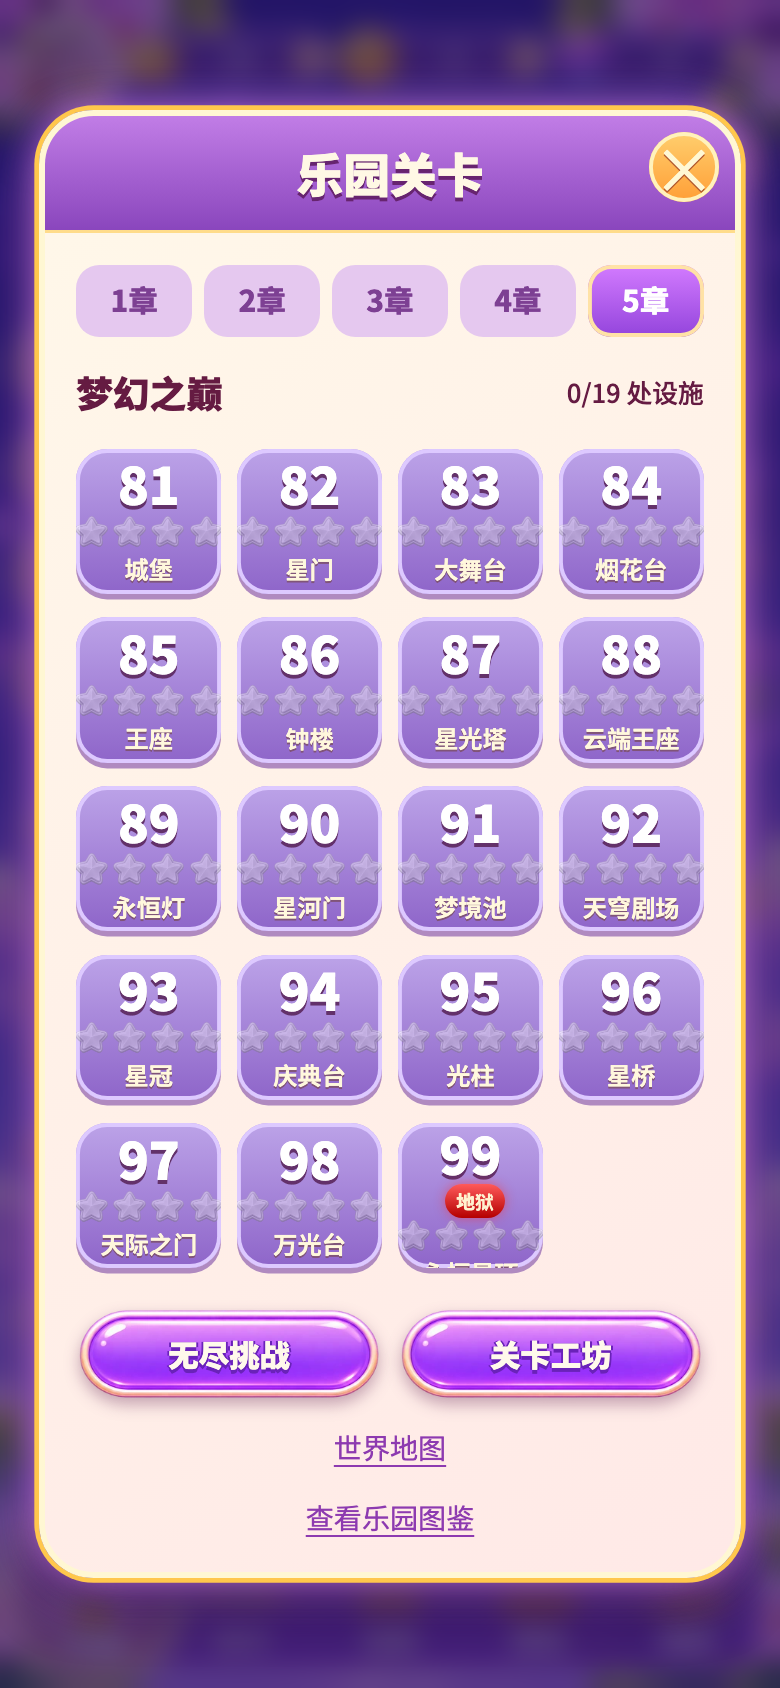 乐园关卡
1章 2章 3章 4章 5章
梦幻之巅 0/19 处设施
81 82 83 84
城堡 星门 大舞台 烟花台
85 86 87 88
王座 钟楼 星光塔 云端王座
89 90 91 92
永恒灯 星河门 梦境池 天穹剧场
93 94 95 96
星冠 庆典台 光柱 星桥
97 98 99
地狱
天际之门 万光台
无尽挑战 关卡工坊
世界地图
查看乐园图鉴